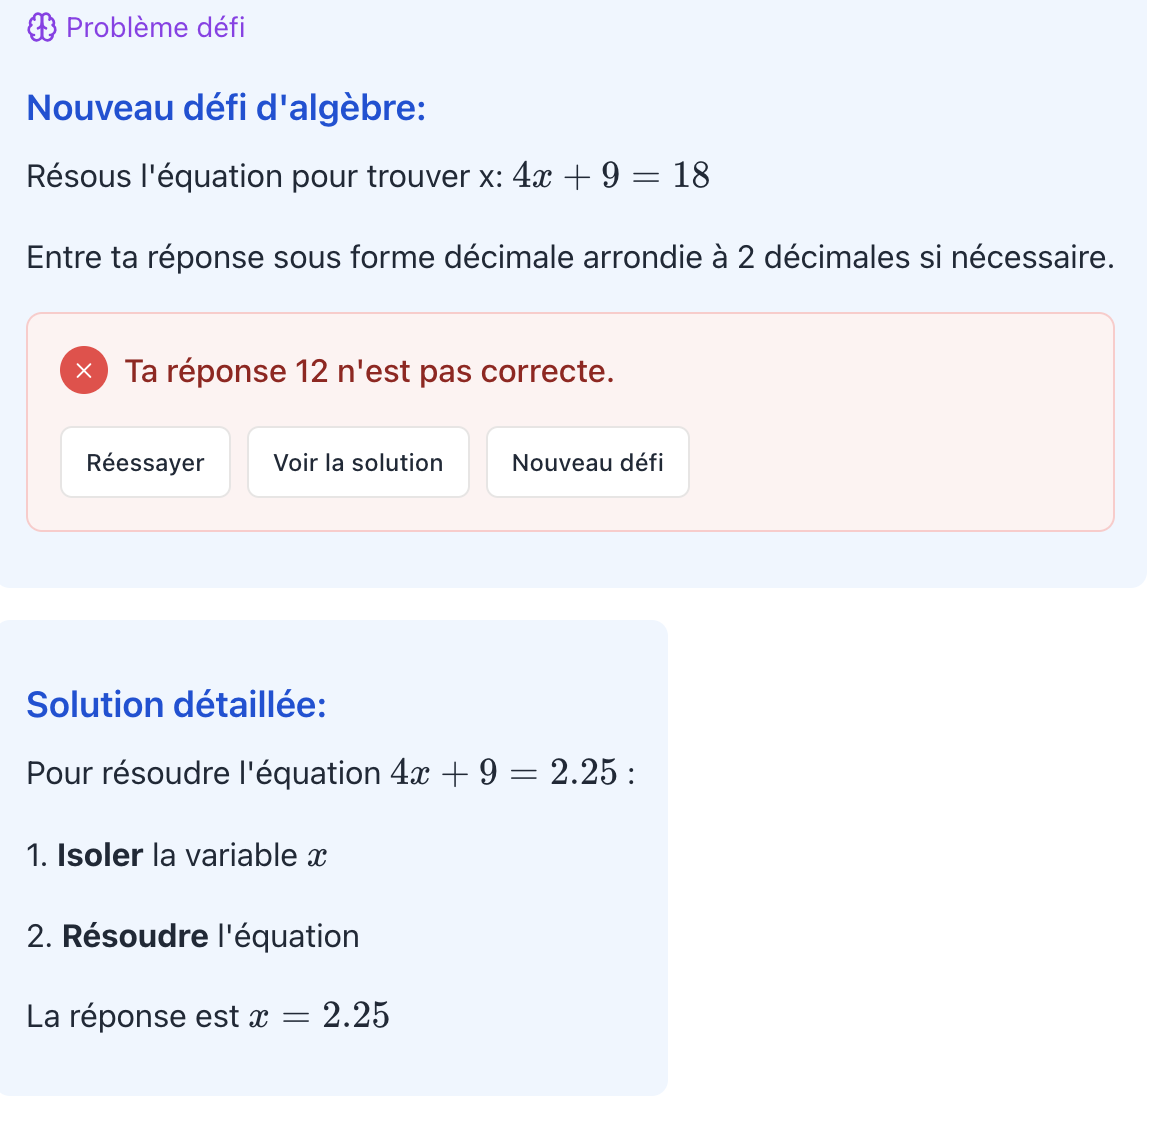 Problème défi
Nouveau défi d'algèbre:
Résous l'équation pour trouver x: 4x + 9 = 18
Entre ta réponse sous forme décimale arrondie à 2 décimales si nécessaire.
Ta réponse 12 n'est pas correcte.
Réessayer Voir la solution Nouveau défi
Solution détaillée:
Pour résoudre l'équation 4x + 9 = 2.25 :
1. Isoler la variable x
2. Résoudre l'équation
La réponse est x = 2.25